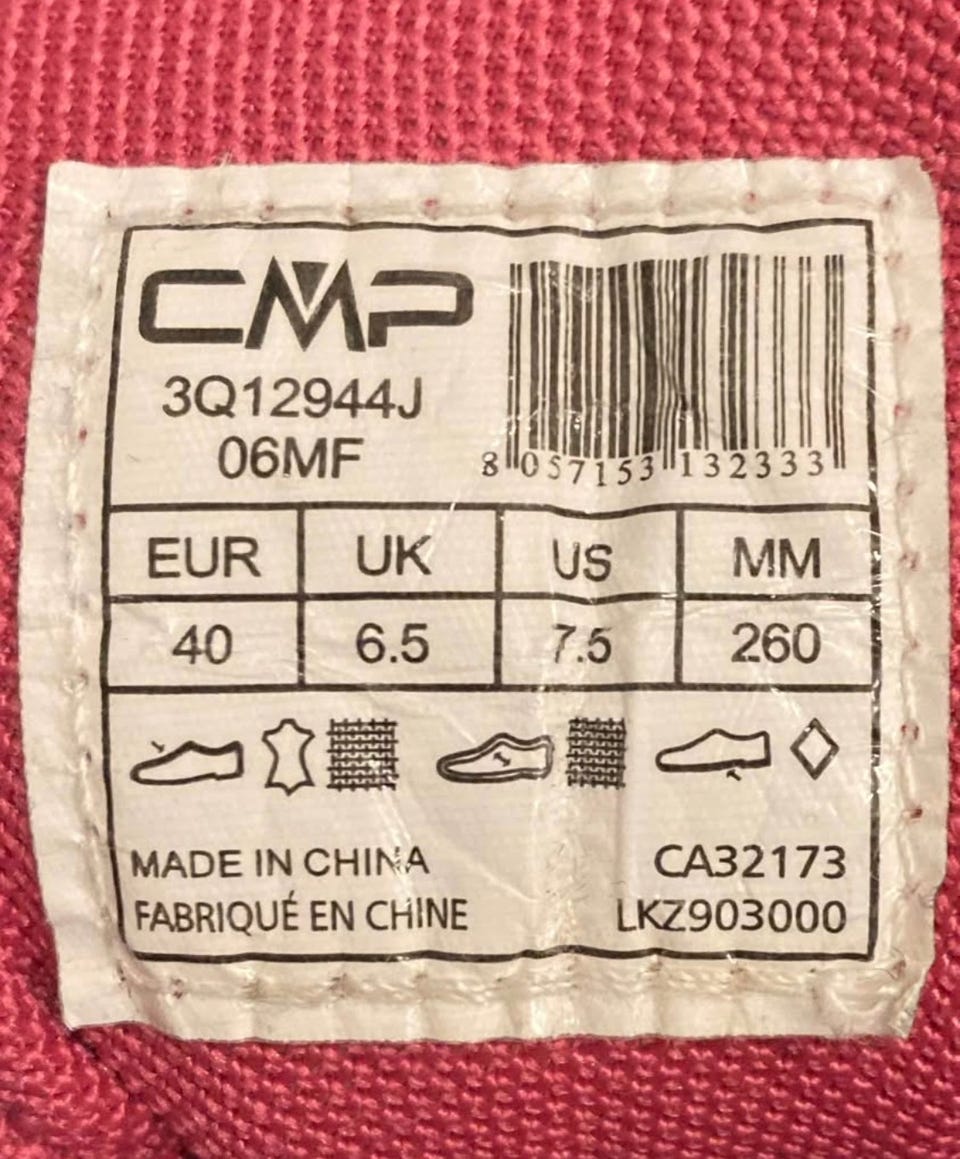 CMP
3Q12944J
06MF
8 057153 132333
EUR UK US MM
40 6.5 7.5 260
MADE IN CHINA
FABRIQUÉ EN CHINE
CA32173
LKZ903000